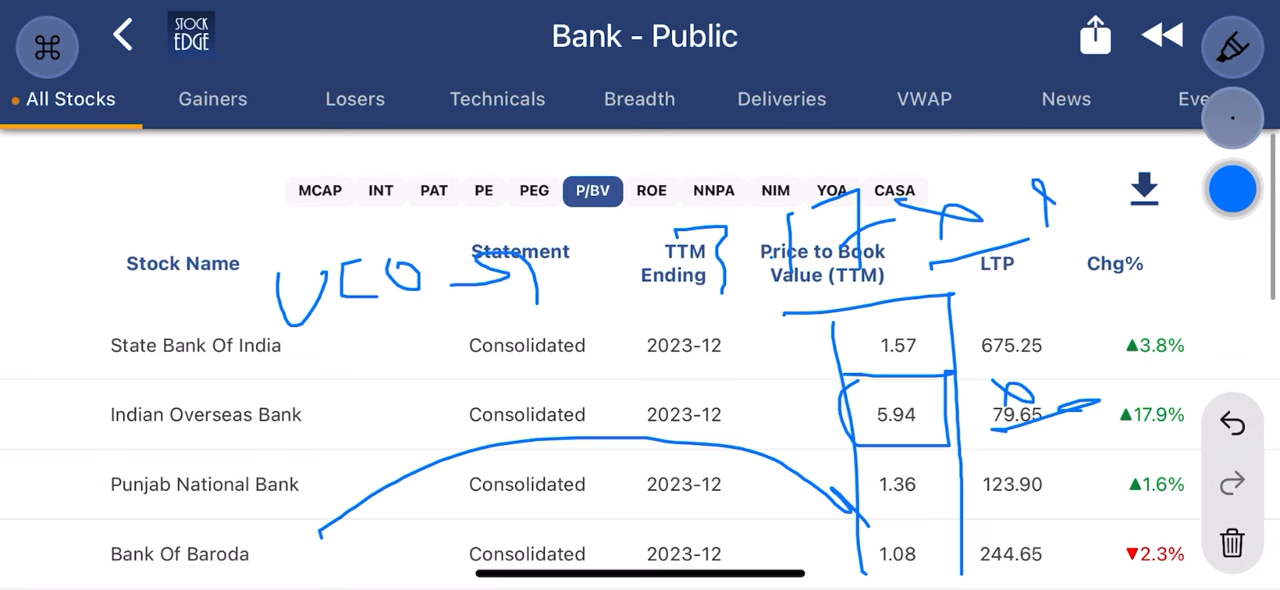 STOCK EDGE
Bank - Public
All Stocks Gainers Losers Technicals Breadth Deliveries VWAP News Eve
MCAP INT PAT PE PEG P/BV ROE NNPA NIM YOA CASA
Stock Name Statement TTM Ending Price to Book Value (TTM) LTP Chg%
UCO
State Bank Of India Consolidated 2023-12 1.57 675.25 ▲3.8%
Indian Overseas Bank Consolidated 2023-12 5.94 79.65 ▲17.9%
Punjab National Bank Consolidated 2023-12 1.36 123.90 ▲1.6%
Bank Of Baroda Consolidated 2023-12 1.08 244.65 ▼2.3%